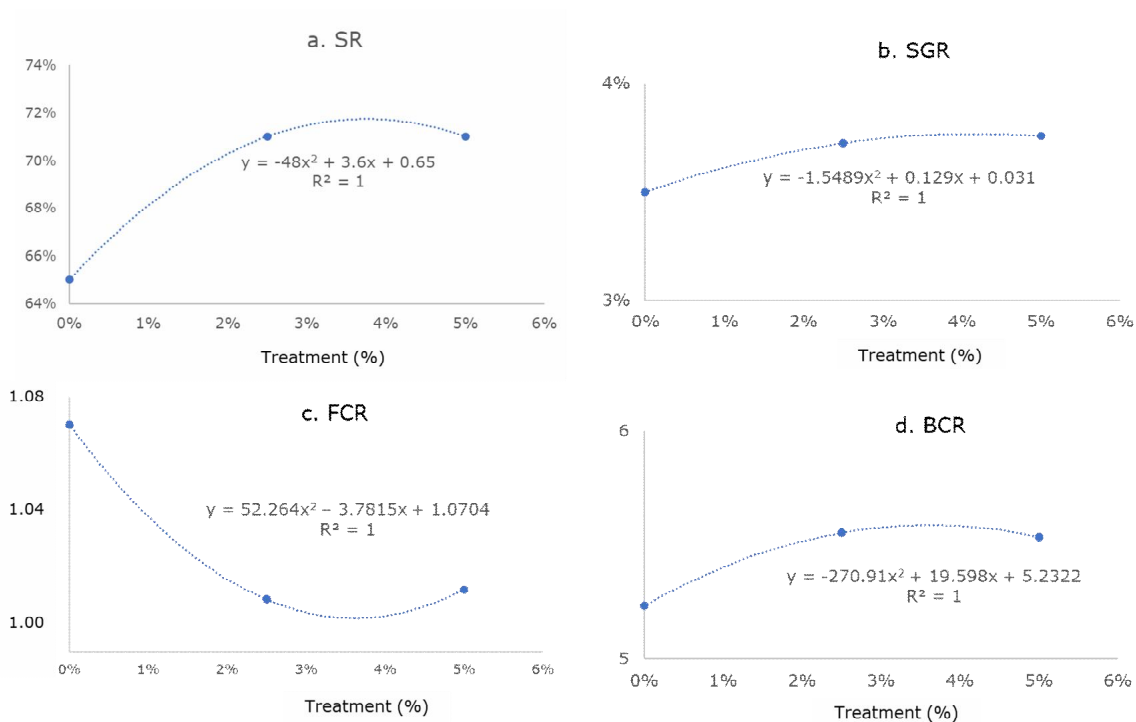 a. SR
74%
72%
70%
68%
66%
64%
y = -48x² + 3.6x + 0.65
R² = 1
0% 1% 2% 3% 4% 5% 6%
Treatment (%)
b. SGR
4%
3%
y = -1.5489x² + 0.129x + 0.031
R² = 1
0% 1% 2% 3% 4% 5% 6%
Treatment (%)
c. FCR
1.08
1.04
1.00
y = 52.264x² – 3.7815x + 1.0704
R² = 1
0% 1% 2% 3% 4% 5% 6%
Treatment (%)
d. BCR
6
5
y = -270.91x² + 19.598x + 5.2322
R² = 1
0% 1% 2% 3% 4% 5% 6%
Treatment (%)